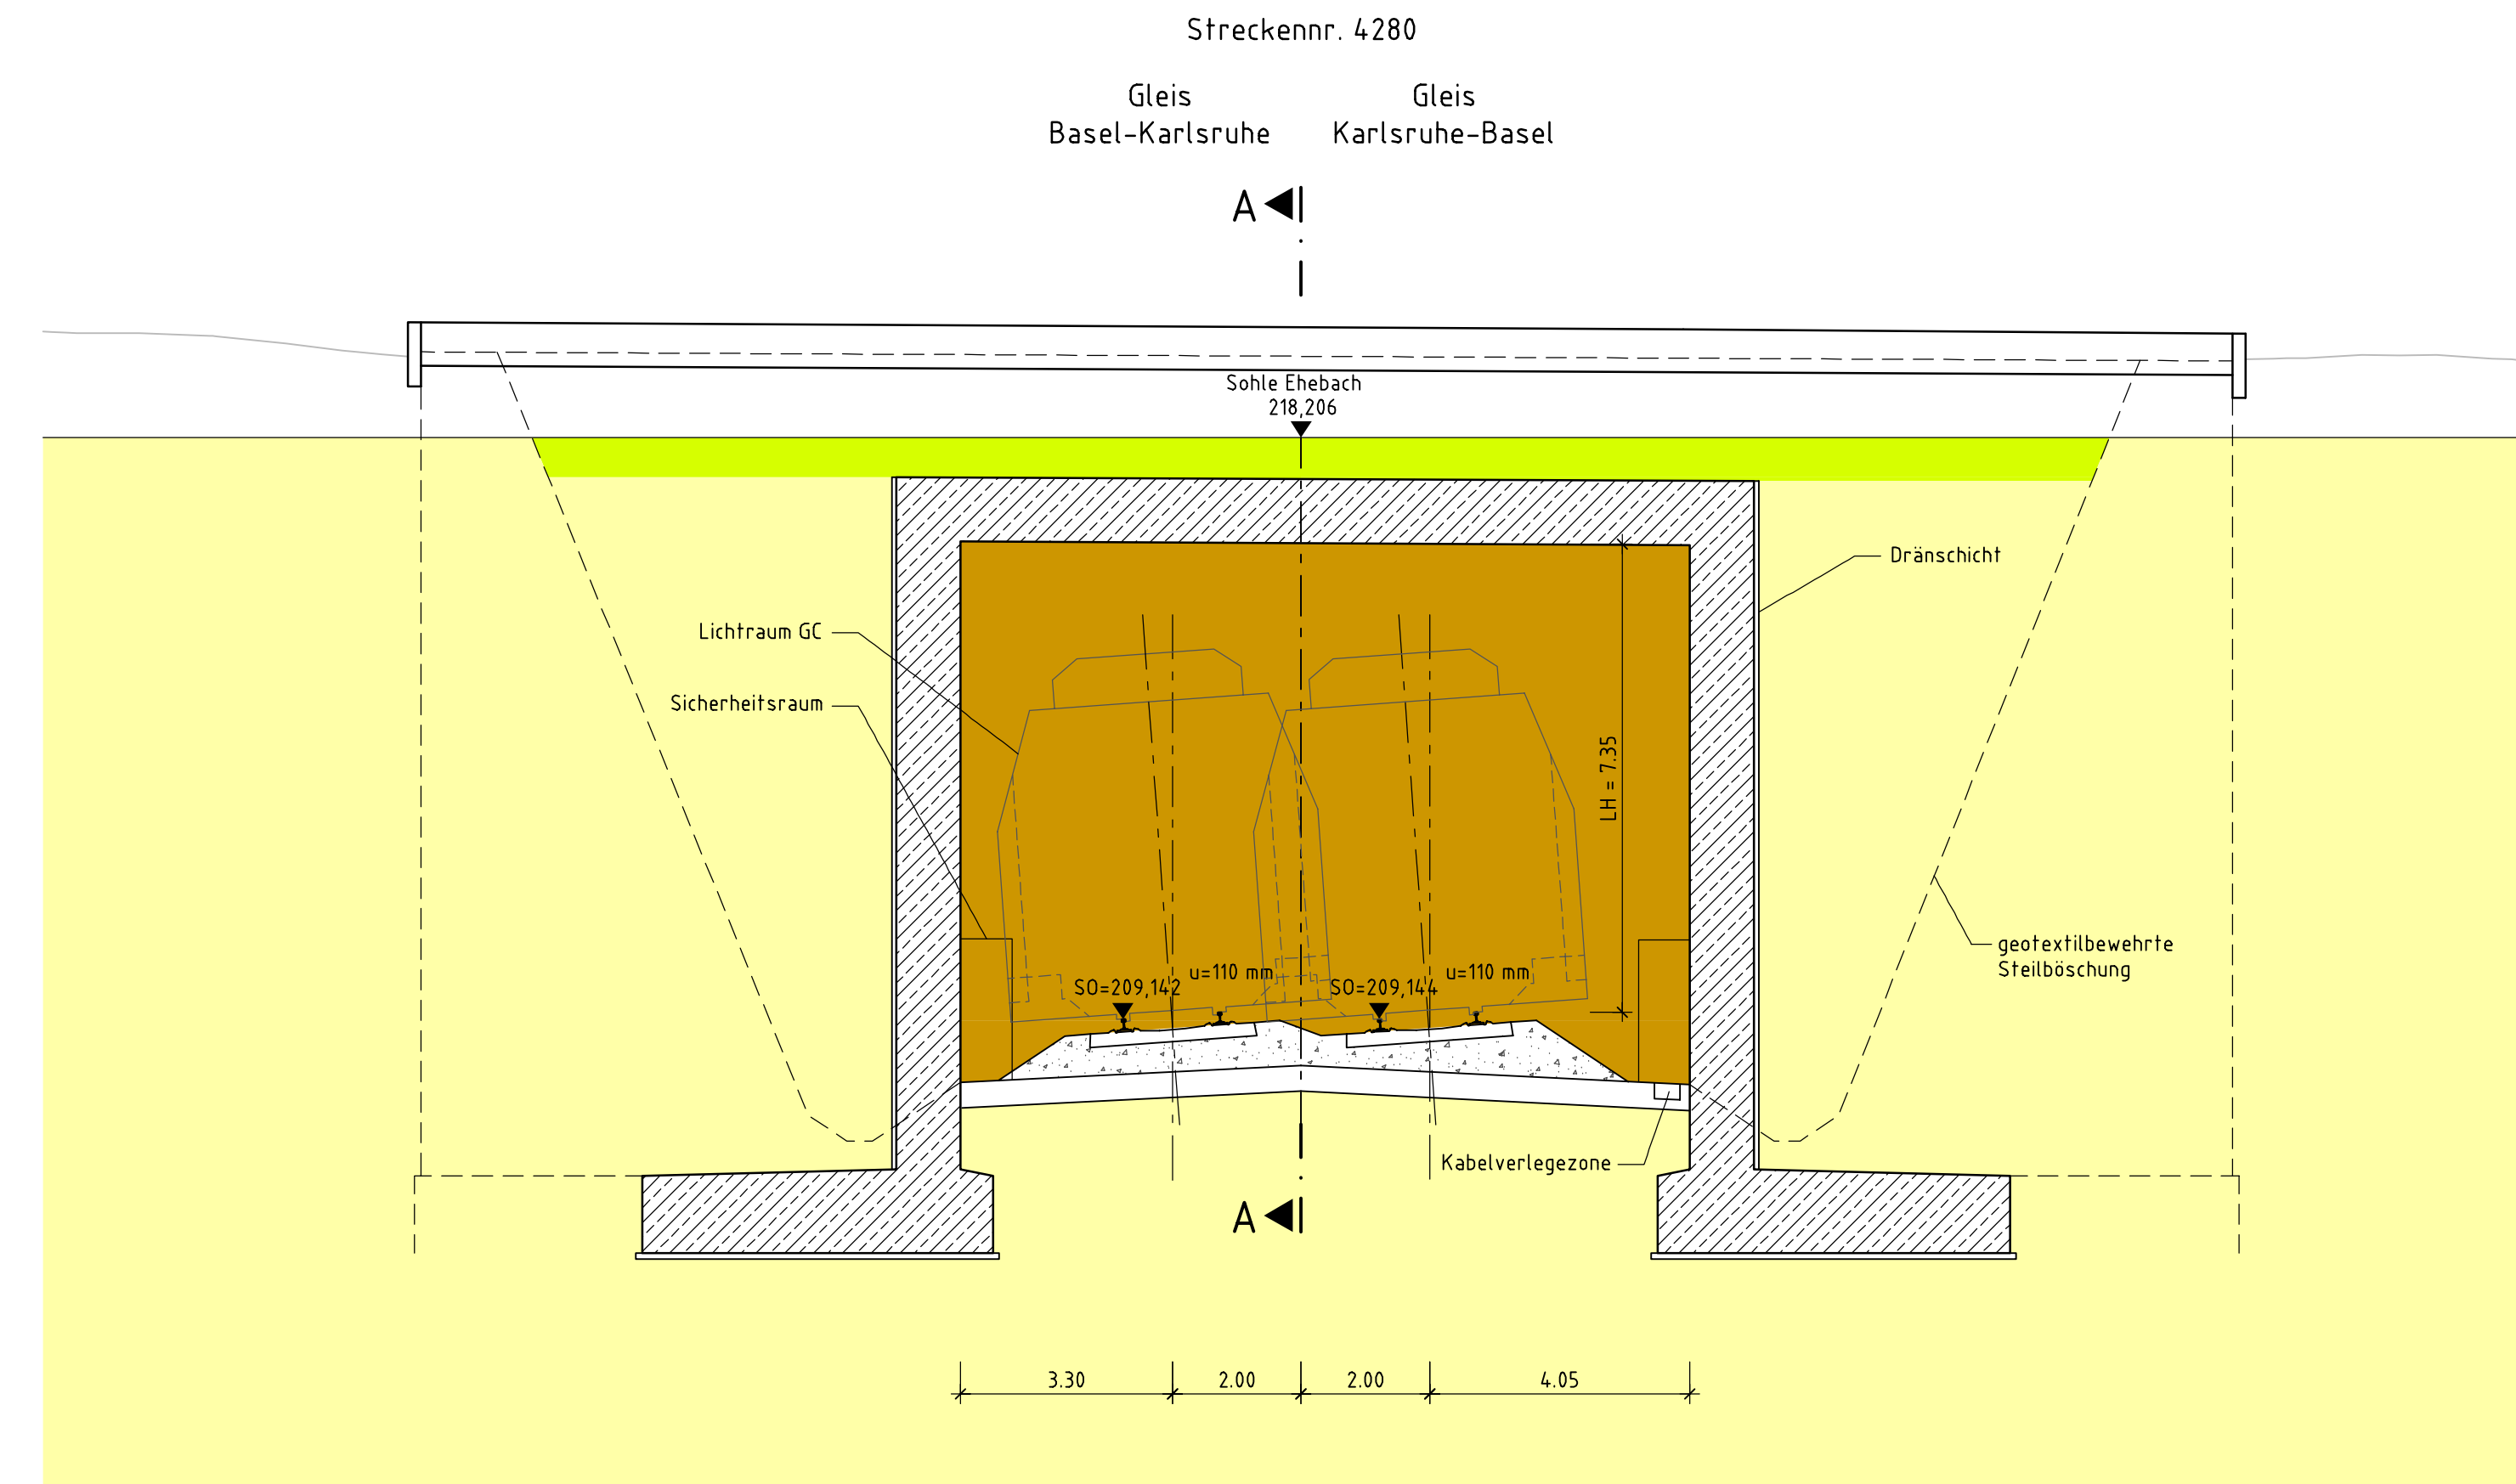 Streckennr. 4280
Gleis
Basel-Karlsruhe
Gleis
Karlsruhe-Basel
A
Sohle Ehebach
218,206
Dränschicht
Lichtraum GC
Sicherheitsraum
LH = 7.35
geotextilbewehrte
Steilböschung
u=110 mm
u=110 mm
SO=209,142
SO=209,144
Kabelverlegezone
A
3.30
2.00
2.00
4.05